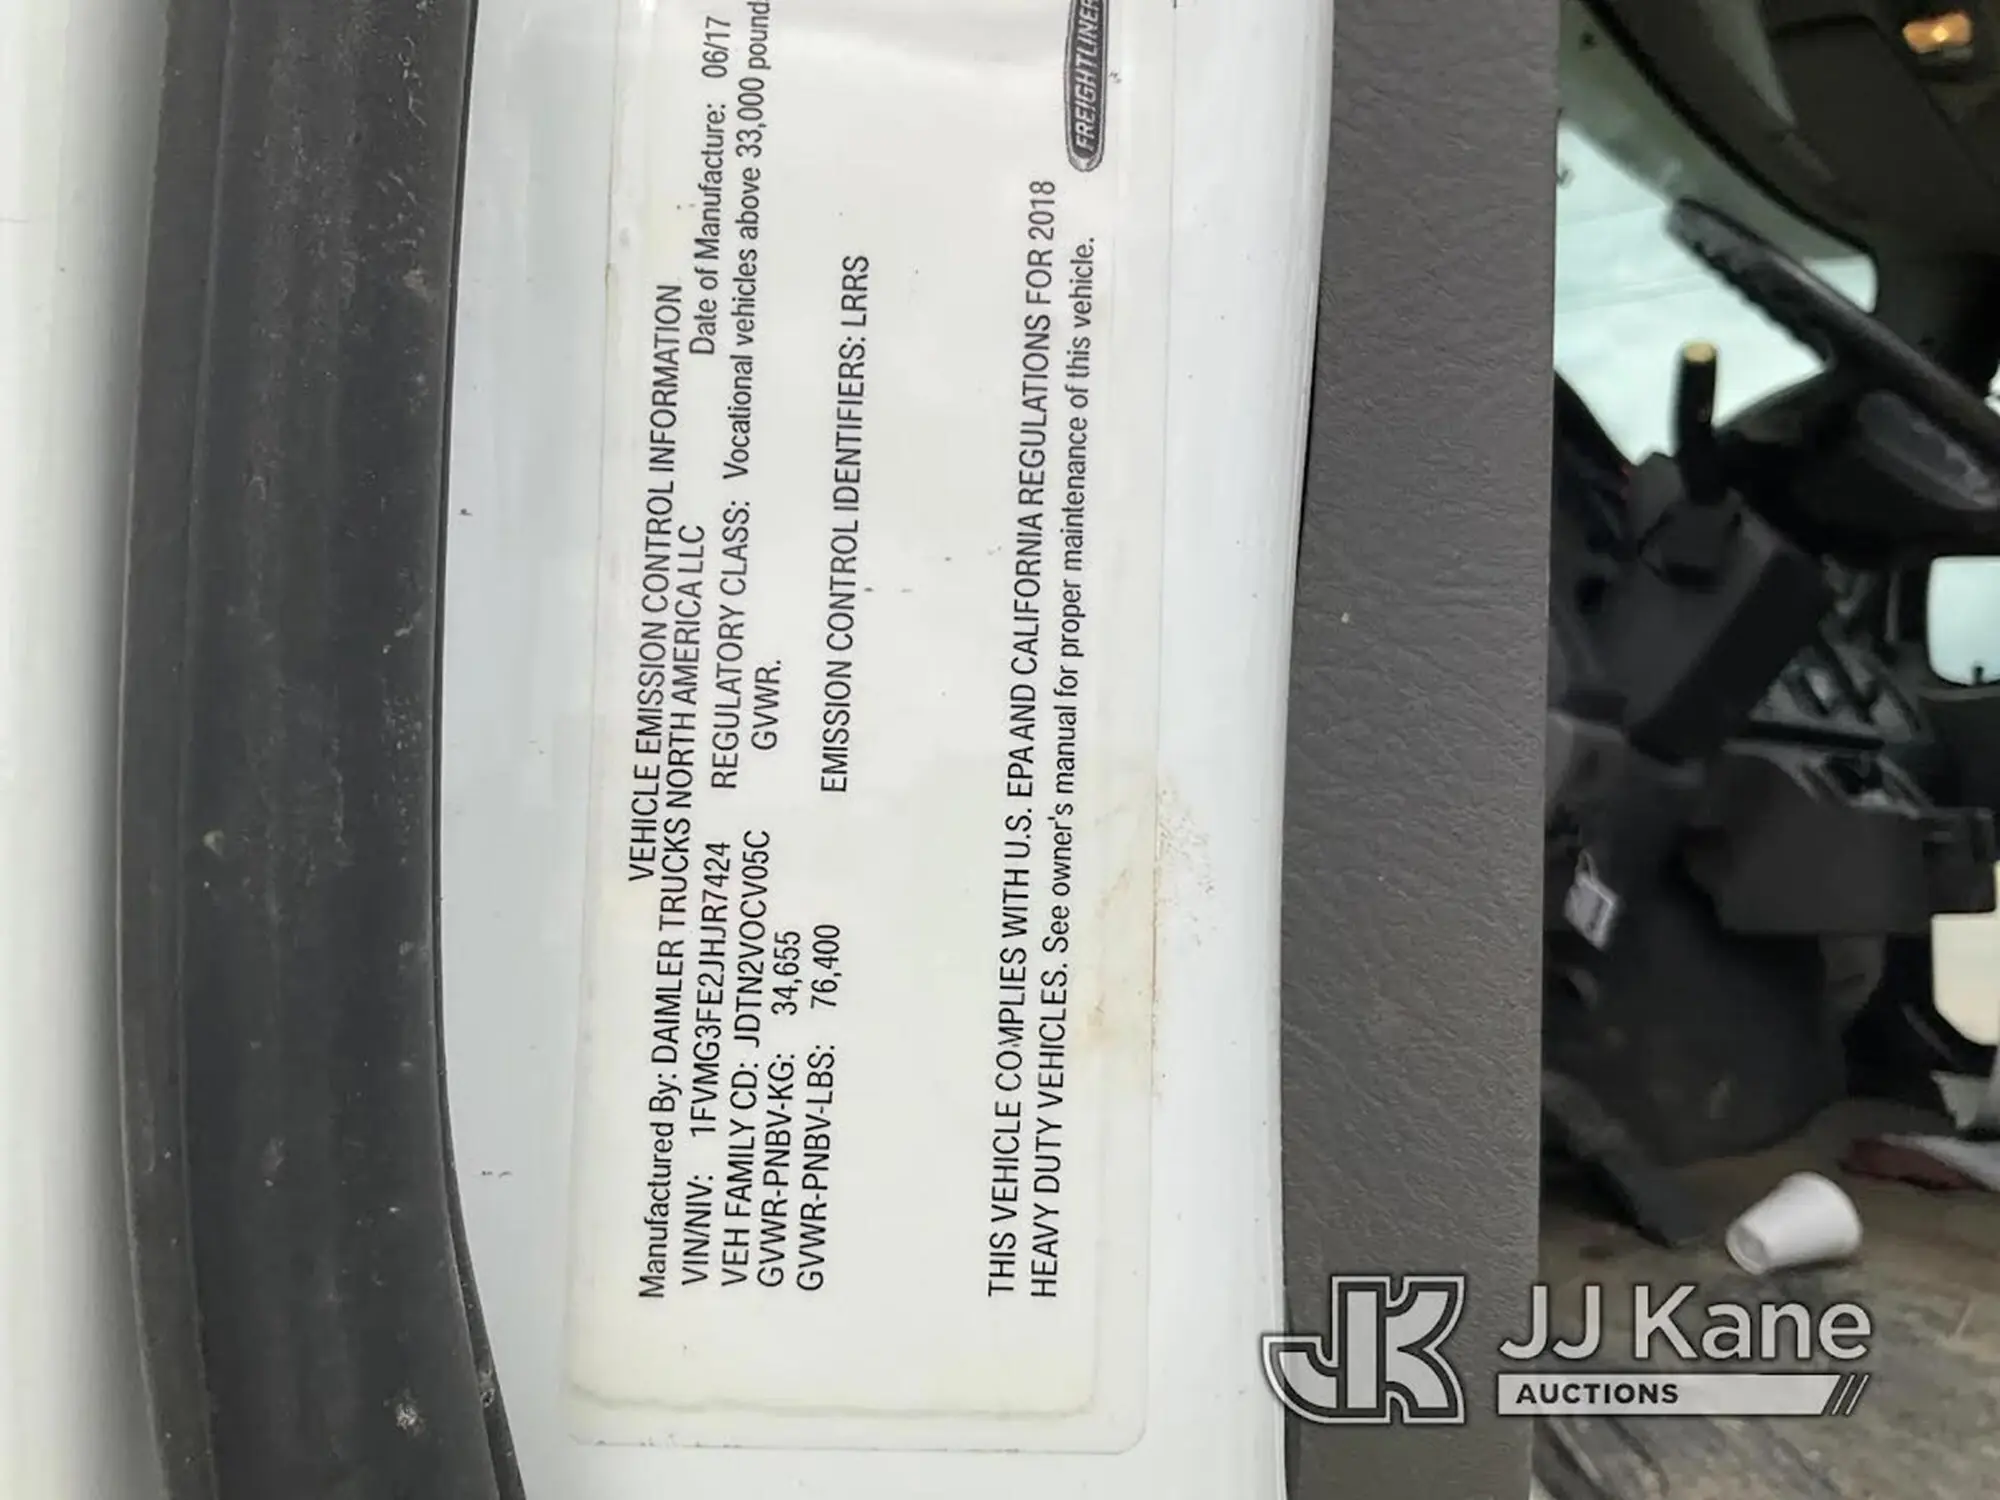 VEHICLE EMISSION CONTROL INFORMATION
Manufactured By: DAIMLER TRUCKS NORTH AMERICA LLC Date of Manufacture: 06/17
VIN/NIV: 1FVMG3FE2JHJR7424 REGULATORY CLASS: Vocational vehicles above 33,000 pound
VEH FAMILY CD: JDTN2VOCV05C GVWR.
GVWR-PNBV-KG: 34,655
GVWR-PNBV-LBS: 76,400 EMISSION CONTROL IDENTIFIERS: LRRS
THIS VEHICLE COMPLIES WITH U.S. EPA AND CALIFORNIA REGULATIONS FOR 2018
HEAVY DUTY VEHICLES. See owner's manual for proper maintenance of this vehicle.
FREIGHTLINER
JJ Kane
AUCTIONS